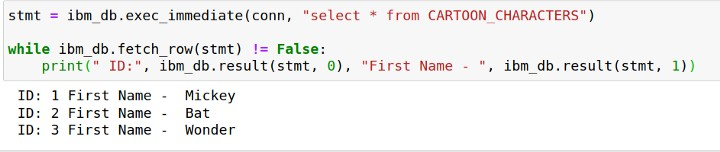 stmt = ibm_db.exec_immediate(conn, "select * from CARTOON_CHARACTERS")
while ibm_db.fetch_row(stmt) != False:
    print(" ID:", ibm_db.result(stmt, 0), "First Name - ", ibm_db.result(stmt, 1))
ID: 1 First Name -  Mickey
ID: 2 First Name -  Bat
ID: 3 First Name -  Wonder